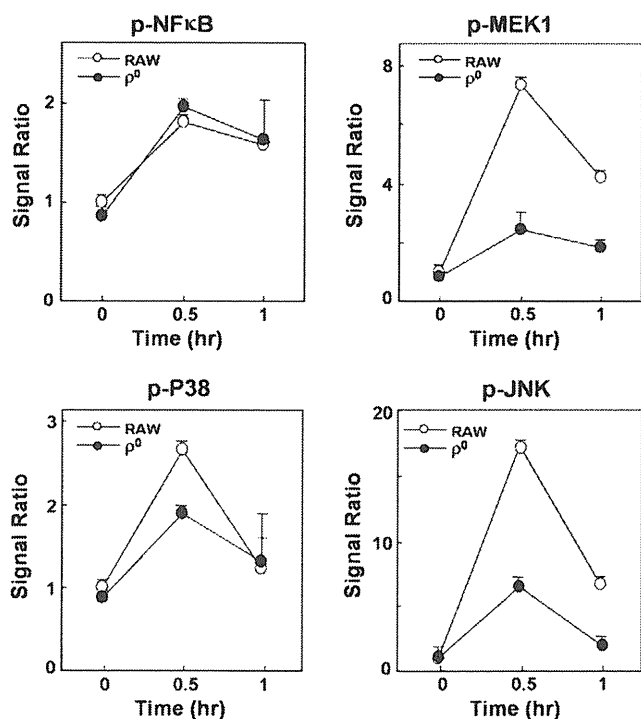 p-NFκB
RAW
ρ⁰
2
1
0
Signal Ratio
0 0.5 1
Time (hr)
p-MEK1
RAW
ρ⁰
8
4
0
Signal Ratio
0 0.5 1
Time (hr)
p-P38
RAW
ρ⁰
3
2
1
0
Signal Ratio
0 0.5 1
Time (hr)
p-JNK
RAW
ρ⁰
20
10
0
Signal Ratio
0 0.5 1
Time (hr)